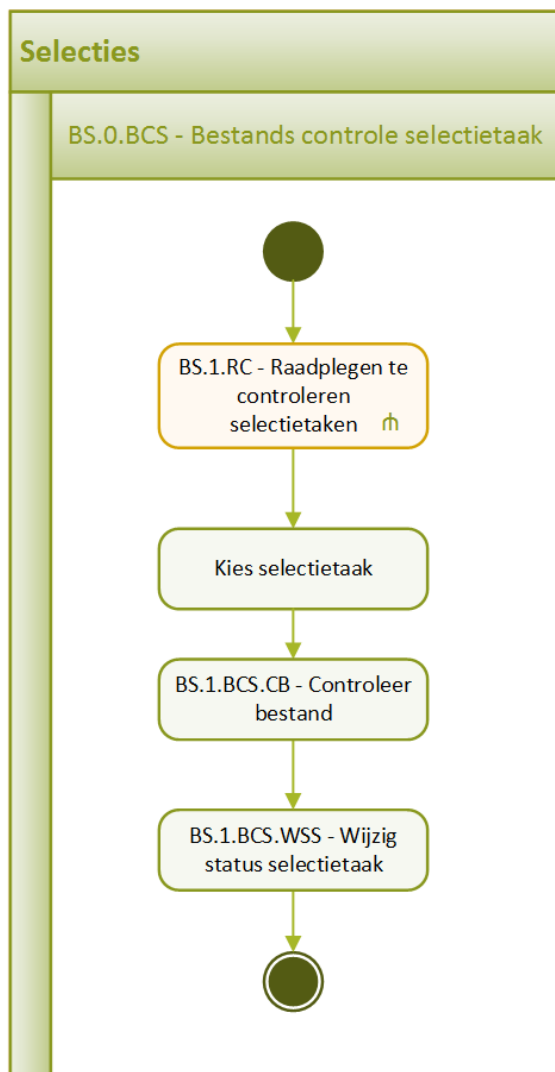 Selecties
BS.0.BCS - Bestands controle selectietaak
BS.1.RC - Raadplegen te
controleren
selectietaken
Kies selectietaak
BS.1.BCS.CB - Controleer
bestand
BS.1.BCS.WSS - Wijzig
status selectietaak